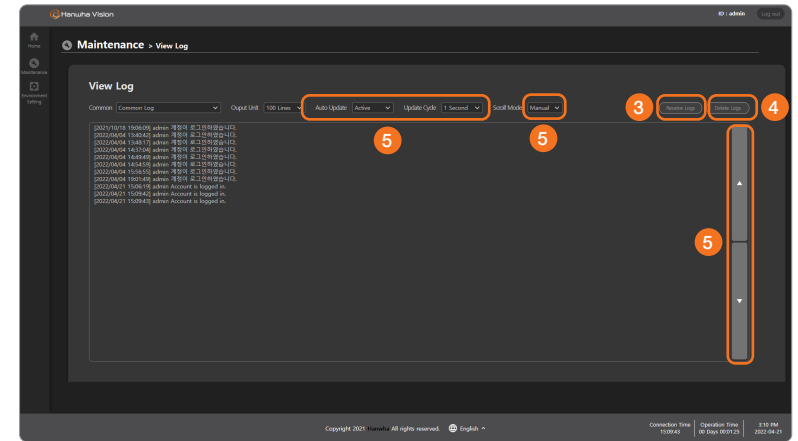 Hanwha Vision
ID : admin
Log out
Home
Maintenance > View Log
Maintenance
Environment
Setting
View Log
Common Common Log Ouput Unit 100 Lines Auto Update Active Update Cycle 1 Second Scroll Mode Manual 3 Receive Logs Delete Logs 4
5 5
[2021/10/18 19:06:09] admin 계정이 로그인하였습니다.
[2022/04/04 13:40:42] admin 계정이 로그인하였습니다.
[2022/04/04 13:48:17] admin 계정이 로그인하였습니다.
[2022/04/04 14:37:04] admin 계정이 로그인하였습니다.
[2022/04/04 14:49:49] admin 계정이 로그인하였습니다.
[2022/04/04 14:54:59] admin 계정이 로그인하였습니다.
[2022/04/04 15:56:55] admin 계정이 로그인하였습니다.
[2022/04/04 19:01:49] admin 계정이 로그인하였습니다.
[2022/04/21 15:06:19] admin Account is logged in.
[2022/04/21 15:09:42] admin Account is logged in.
[2022/04/21 15:09:43] admin Account is logged in.
5
Copyright 2021. Hanwha All rights reserved. English
Connection Time
15:09:43
Operation Time
00 Days 00:01:25
3:10 PM
2022-04-21